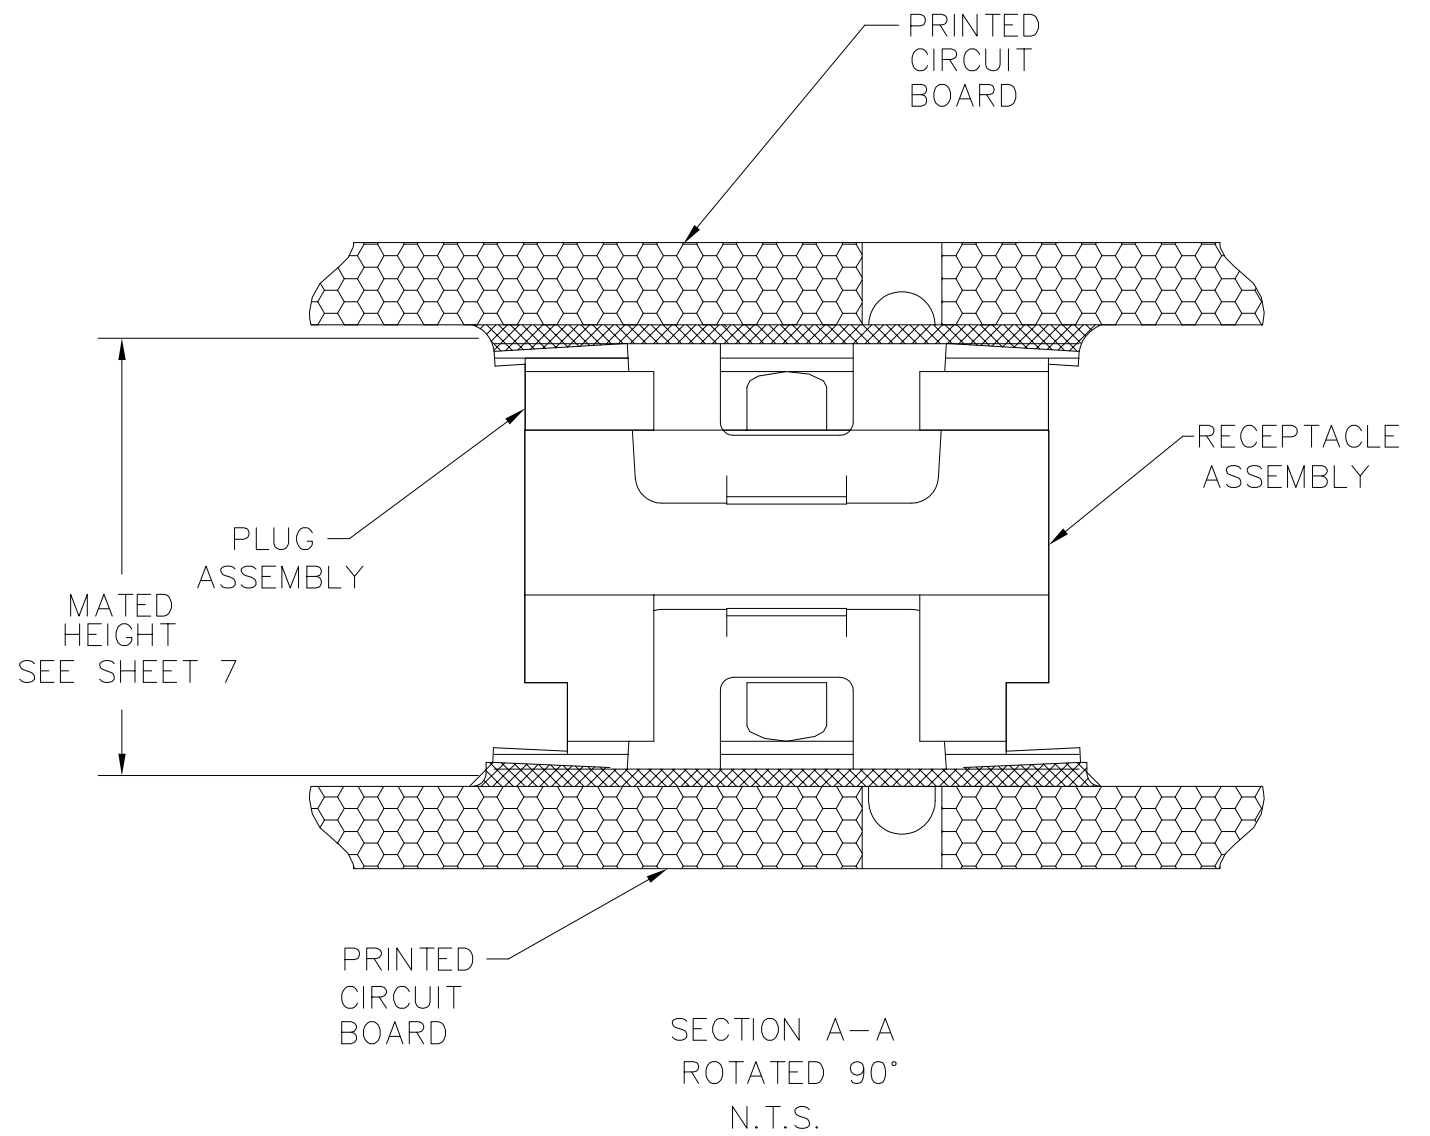 PRINTED
CIRCUIT
BOARD
RECEPTACLE
ASSEMBLY
PLUG
ASSEMBLY
MATED
HEIGHT
SEE SHEET 7
PRINTED
CIRCUIT
BOARD
SECTION A-A
ROTATED 90°
N.T.S.